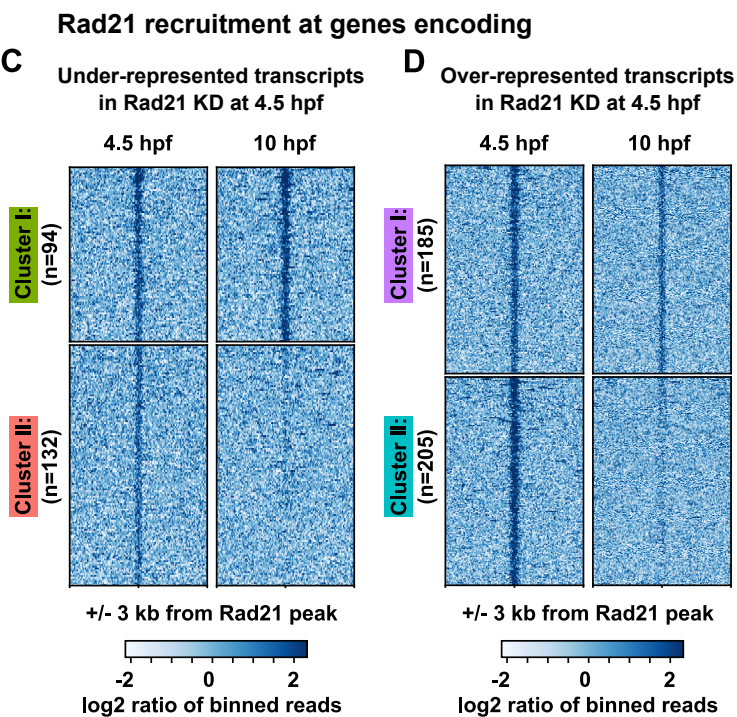 Rad21 recruitment at genes encoding
C
Under-represented transcripts
in Rad21 KD at 4.5 hpf
4.5 hpf
10 hpf
Cluster I:
(n=94)
Cluster II:
(n=132)
+/- 3 kb from Rad21 peak
-2
0
2
log2 ratio of binned reads
D
Over-represented transcripts
in Rad21 KD at 4.5 hpf
4.5 hpf
10 hpf
Cluster I:
(n=185)
Cluster III:
(n=205)
+/- 3 kb from Rad21 peak
-2
0
2
log2 ratio of binned reads